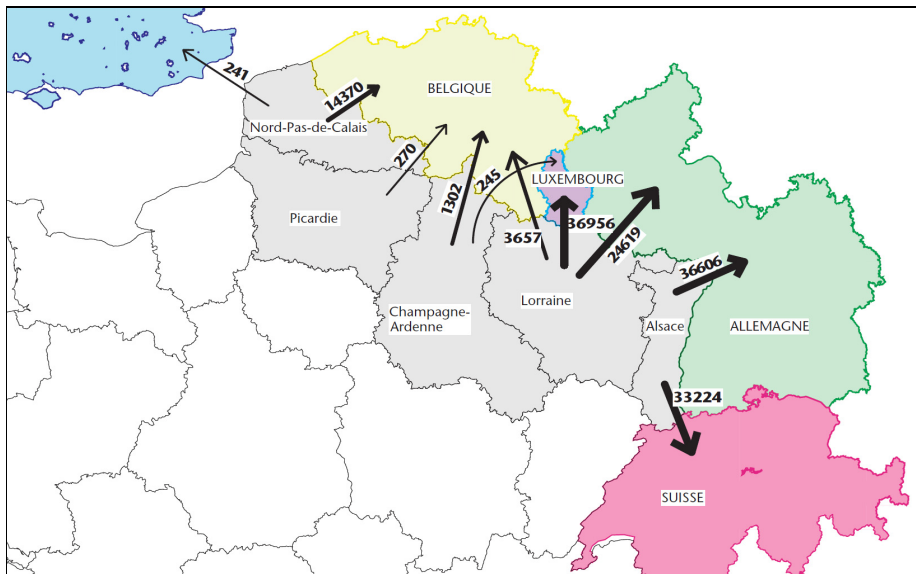 241
BELGIQUE
14370
Nord-Pas-de-Calais
270
245
LUXEMBOURG
1302
Picardie
3657
36956
24619
36606
Lorraine
Champagne-
Ardenne
Alsace
ALLEMAGNE
33224
SUISSE